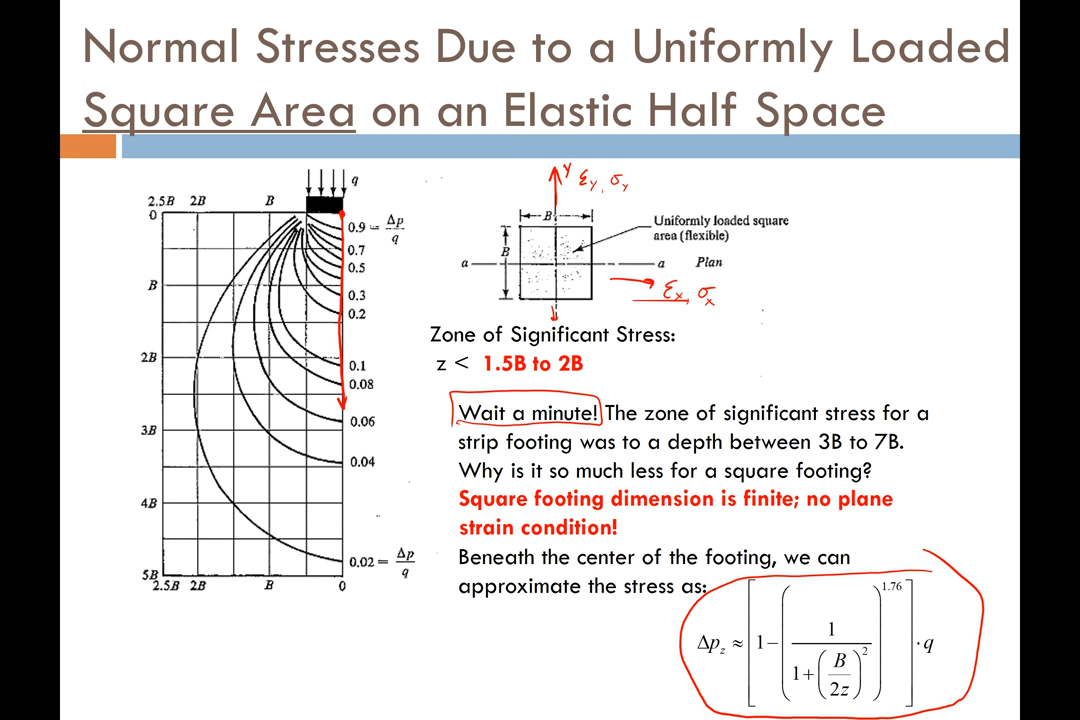 Normal Stresses Due to a Uniformly Loaded
Square Area on an Elastic Half Space
q
2.5B 2B B
0
0.9 = Δp/q
0.7
0.5
B
0.3
0.2
2B
0.1
0.08
0.06
3B
0.04
4B
0.02 = Δp/q
5B
2.5B 2B B 0
Y εy, σy
B
Uniformly loaded square
area (flexible)
B
a a Plan
εx, σx
Zone of Significant Stress:
z < 1.5B to 2B
Wait a minute! The zone of significant stress for a
strip footing was to a depth between 3B to 7B.
Why is it so much less for a square footing?
Square footing dimension is finite; no plane
strain condition!
Beneath the center of the footing, we can
approximate the stress as:
Δp_z ≈ [1 − (1 / (1 + (B/2z)^2))^1.76] · q